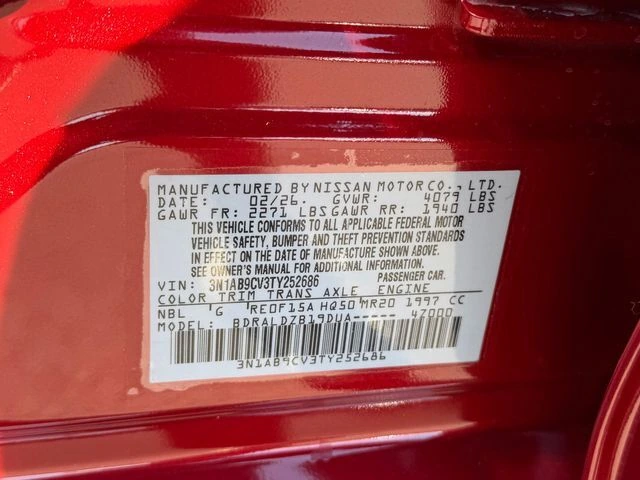 MANUFACTURED BY NISSAN MOTOR CO., LTD.
DATE: 02/26. GVWR: 4079 LBS
GAWR FR: 2271 LBS GAWR RR: 1940 LBS
THIS VEHICLE CONFORMS TO ALL APPLICABLE FEDERAL MOTOR
VEHICLE SAFETY, BUMPER AND THEFT PREVENTION STANDARDS
IN EFFECT ON THE DATE OF MANUFACTURE SHOWN ABOVE.
SEE OWNER'S MANUAL FOR ADDITIONAL INFORMATION.
VIN: 3N1AB9CV3TY252686 PASSENGER CAR.
COLOR TRIM TRANS AXLE ENGINE
NBL G RE0F15A HQ50 MR20 1997 CC
MODEL: BDRALDZB19DUA----- 47000
3N1AB9CV3TY252686